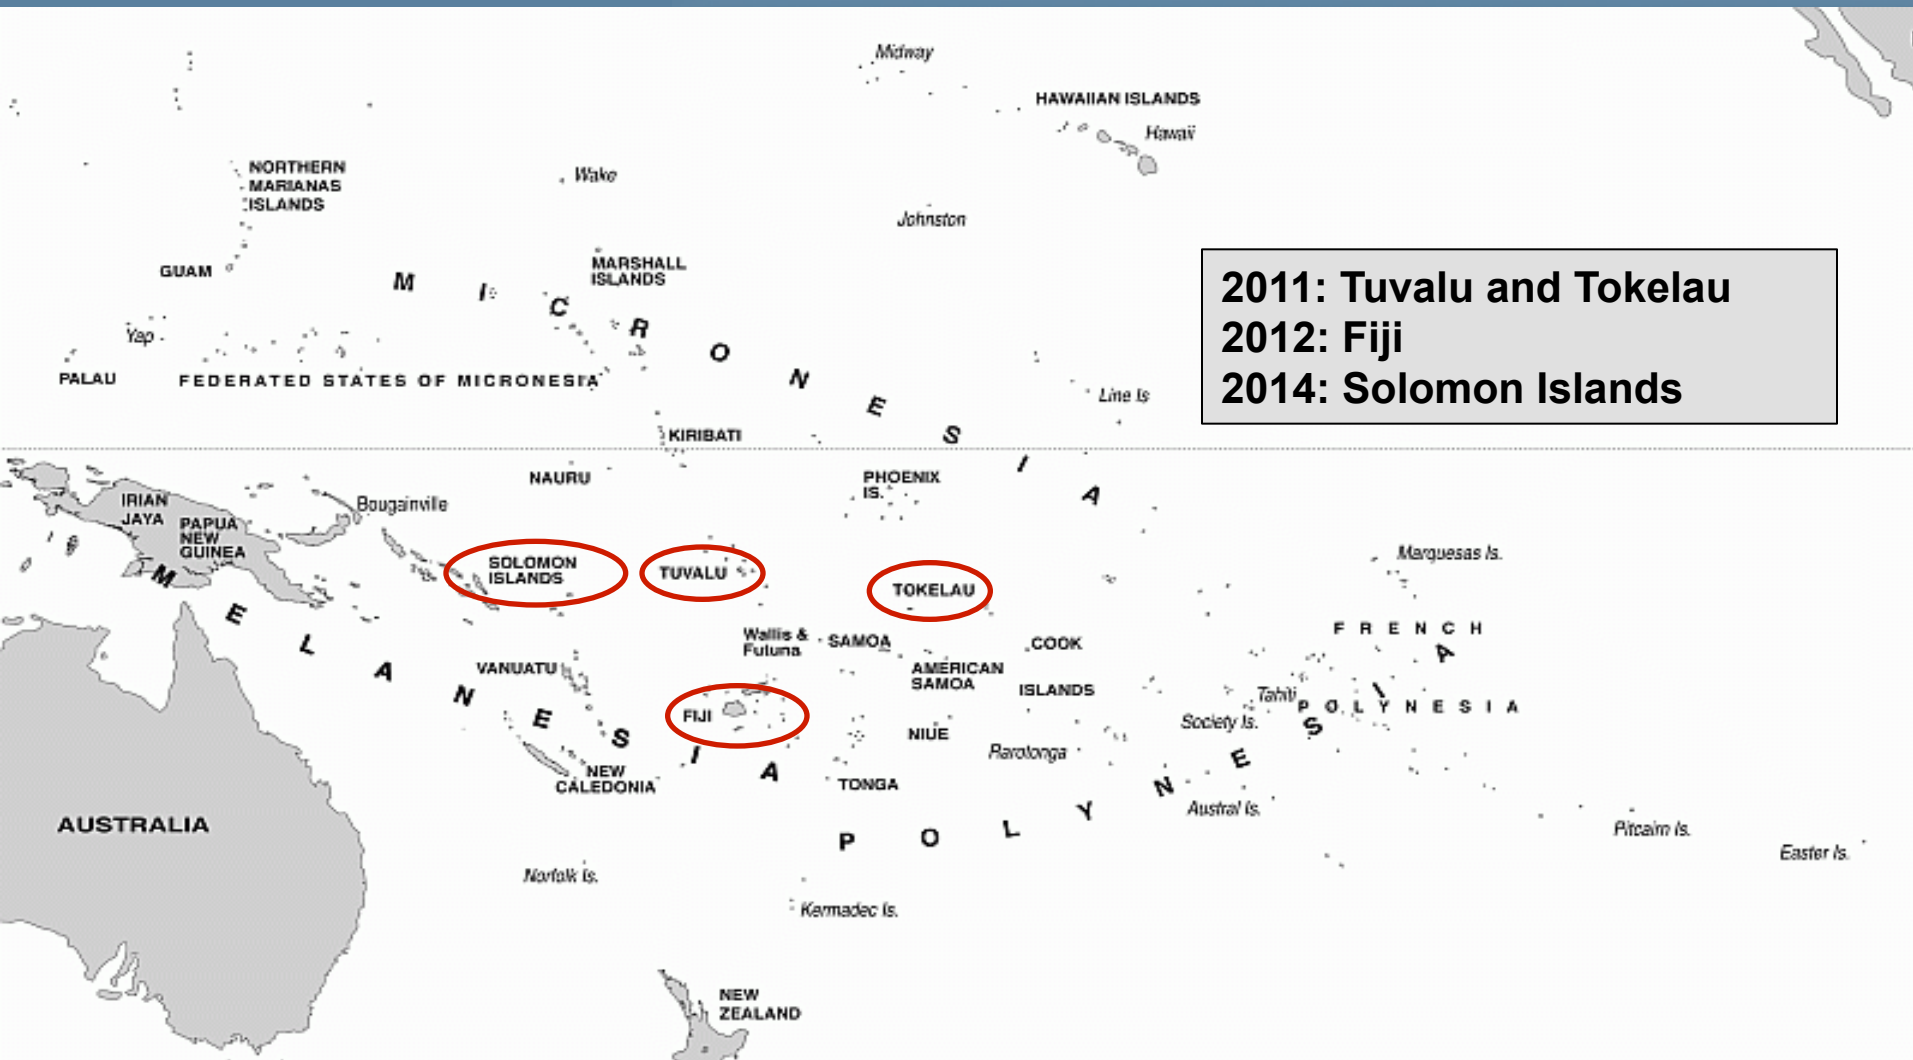 Midway
HAWAIIAN ISLANDS
Hawaii
NORTHERN
MARIANAS
ISLANDS
Wake
Johnston
GUAM
MARSHALL
ISLANDS
2011: Tuvalu and Tokelau
2012: Fiji
2014: Solomon Islands
M I C R O N E S I A
Yap
PALAU
FEDERATED STATES OF MICRONESIA
Line Is
KIRIBATI
NAURU
PHOENIX
IS.
IRIAN
JAYA
PAPUA
NEW
GUINEA
Bougainville
SOLOMON
ISLANDS
TUVALU
TOKELAU
Marquesas Is.
M E L A N E S I A
Wallis &
Futuna
SAMOA
AMERICAN
SAMOA
COOK
ISLANDS
FRENCH
POLYNESIA
VANUATU
FIJI
Tahiti
Society Is.
NIUE
Rarotonga
NEW
CALEDONIA
TONGA
P O L Y N E S I A
Austral Is.
AUSTRALIA
Pitcairn Is.
Easter Is.
Norfolk Is.
Kermadec Is.
NEW
ZEALAND